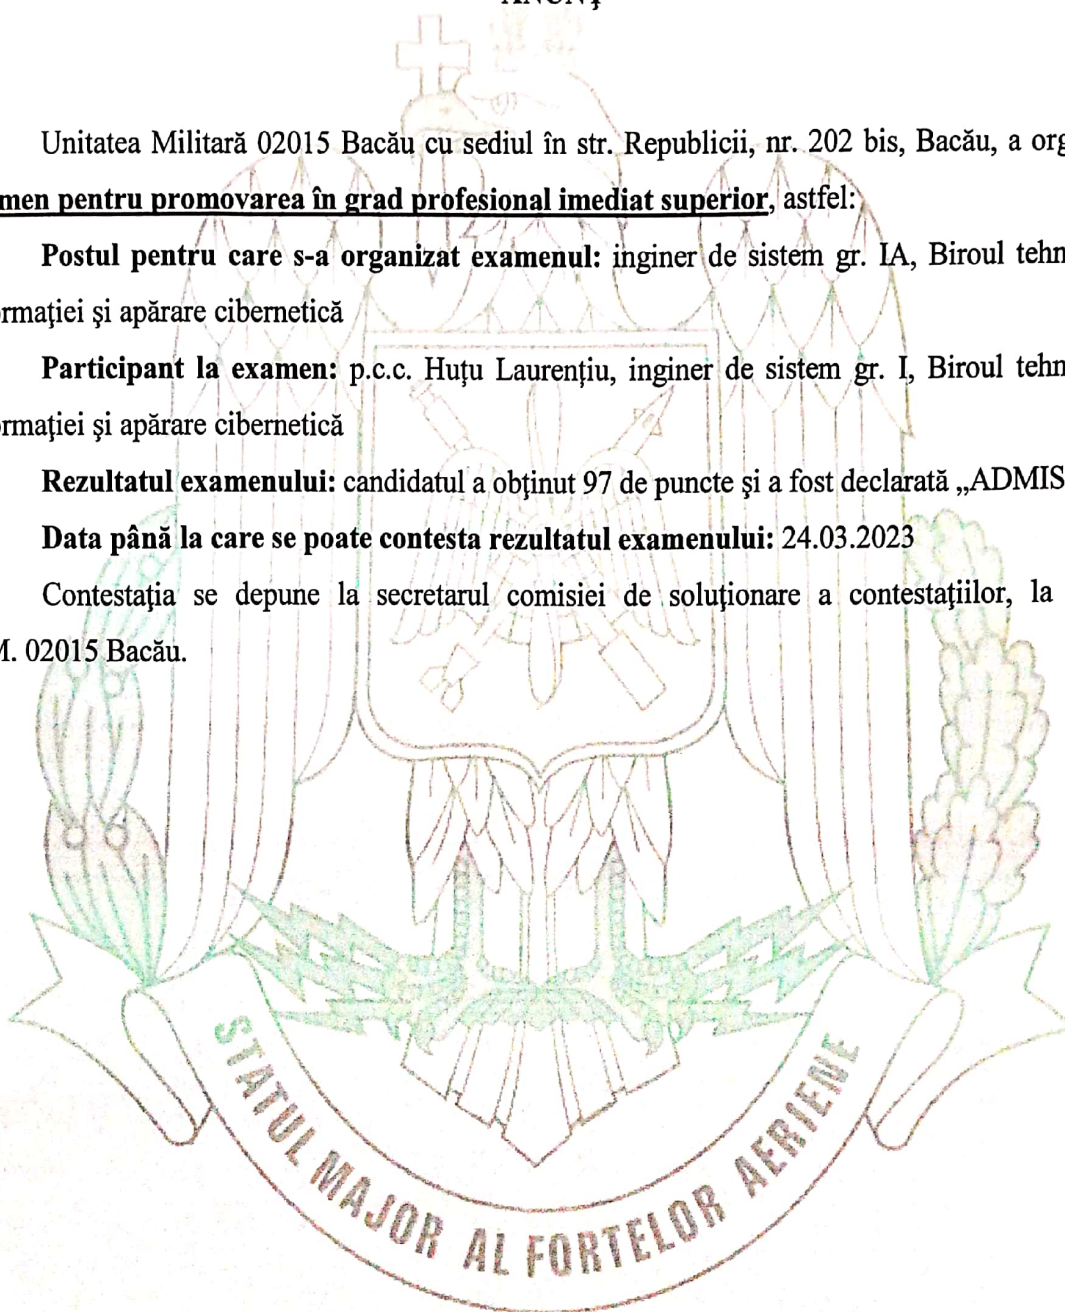 ANUNŢ
Unitatea Militară 02015 Bacău cu sediul în str. Republicii, nr. 202 bis, Bacău, a org
men pentru promovarea în grad profesional imediat superior, astfel:
Postul pentru care s-a organizat examenul: inginer de sistem gr. IA, Biroul tehn
rmaţiei şi apărare cibernetică
Participant la examen: p.c.c. Huţu Laurenţiu, inginer de sistem gr. I, Biroul tehn
rmaţiei şi apărare cibernetică
Rezultatul examenului: candidatul a obţinut 97 de puncte şi a fost declarată „ADMIS
Data până la care se poate contesta rezultatul examenului: 24.03.2023
Contestaţia se depune la secretarul comisiei de soluţionare a contestaţiilor, la
M. 02015 Bacău.
STATUL MAJOR AL FORTELOR AERIENE